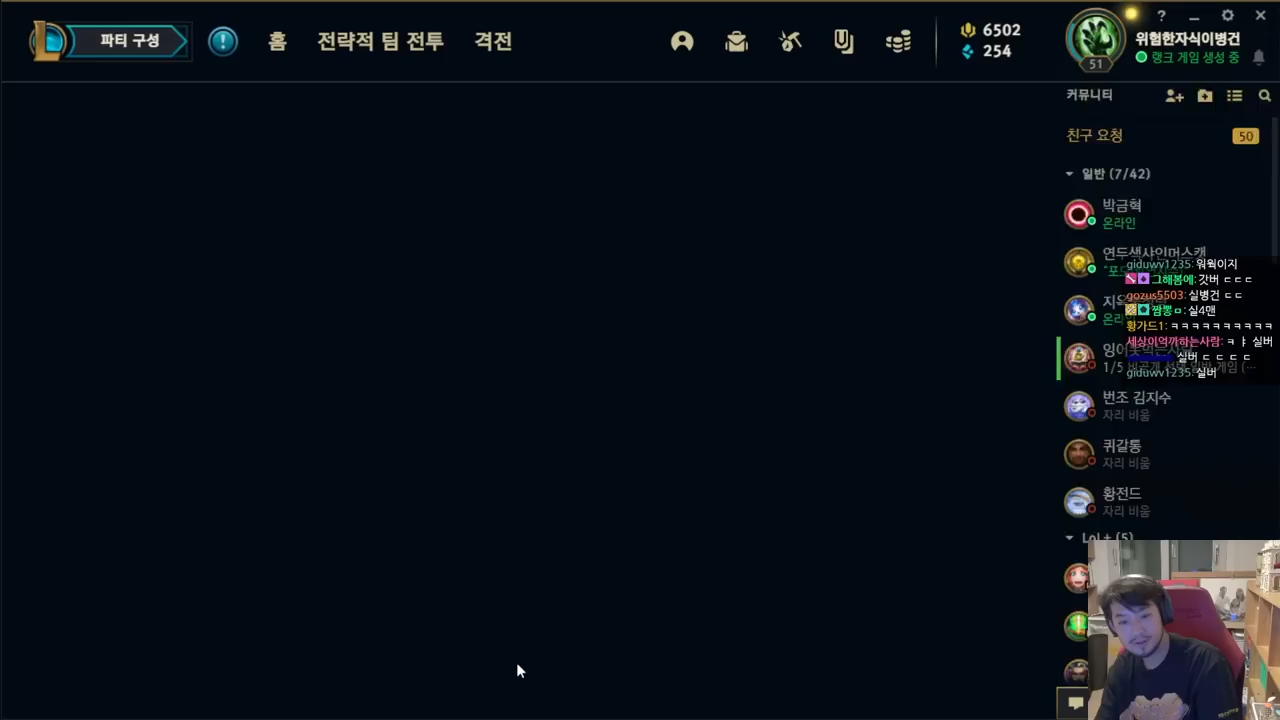 파티 구성
홈
전략적 팀 전투
격전
6502
254
51
위험한자식이병건
랭크 게임 생성 중
커뮤니티
친구 요청
50
일반 (7/42)
박금혁
온라인
giduwv1235: 워윅이지
그해봄에: 갓버 ㄷㄷㄷ
gozus5503: 실병건 ㄷㄷ
짬뽕ㅁ: 실4맨
황가드1: ㅋㅋㅋㅋㅋㅋㅋㅋㅋㅋ
세상이억까하는사람: ㅋㅑ 실버
실버 ㄷㄷㄷㄷ
giduwv1235: 실버
1/5
번조 김지수
자리 비움
퀴갈통
자리 비움
황전드
자리 비움
LoL+ (5)